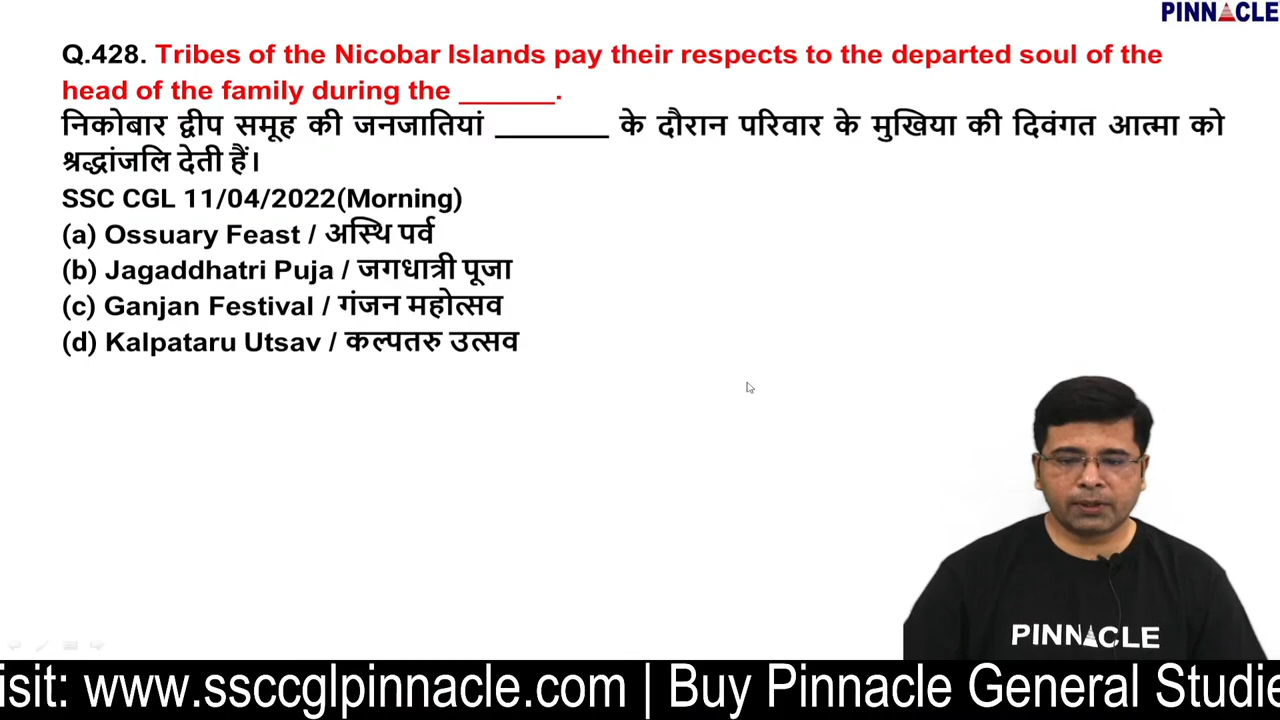 PINNACLE
Q.428. Tribes of the Nicobar Islands pay their respects to the departed soul of the
head of the family during the ______.
निकोबार द्वीप समूह की जनजातियां ________ के दौरान परिवार के मुखिया की दिवंगत आत्मा को
श्रद्धांजलि देती हैं।
SSC CGL 11/04/2022(Morning)
(a) Ossuary Feast / अस्थि पर्व
(b) Jagaddhatri Puja / जगधात्री पूजा
(c) Ganjan Festival / गंजन महोत्सव
(d) Kalpataru Utsav / कल्पतरु उत्सव
PINNACLE
isit: www.ssccglpinnacle.com | Buy Pinnacle General Studie